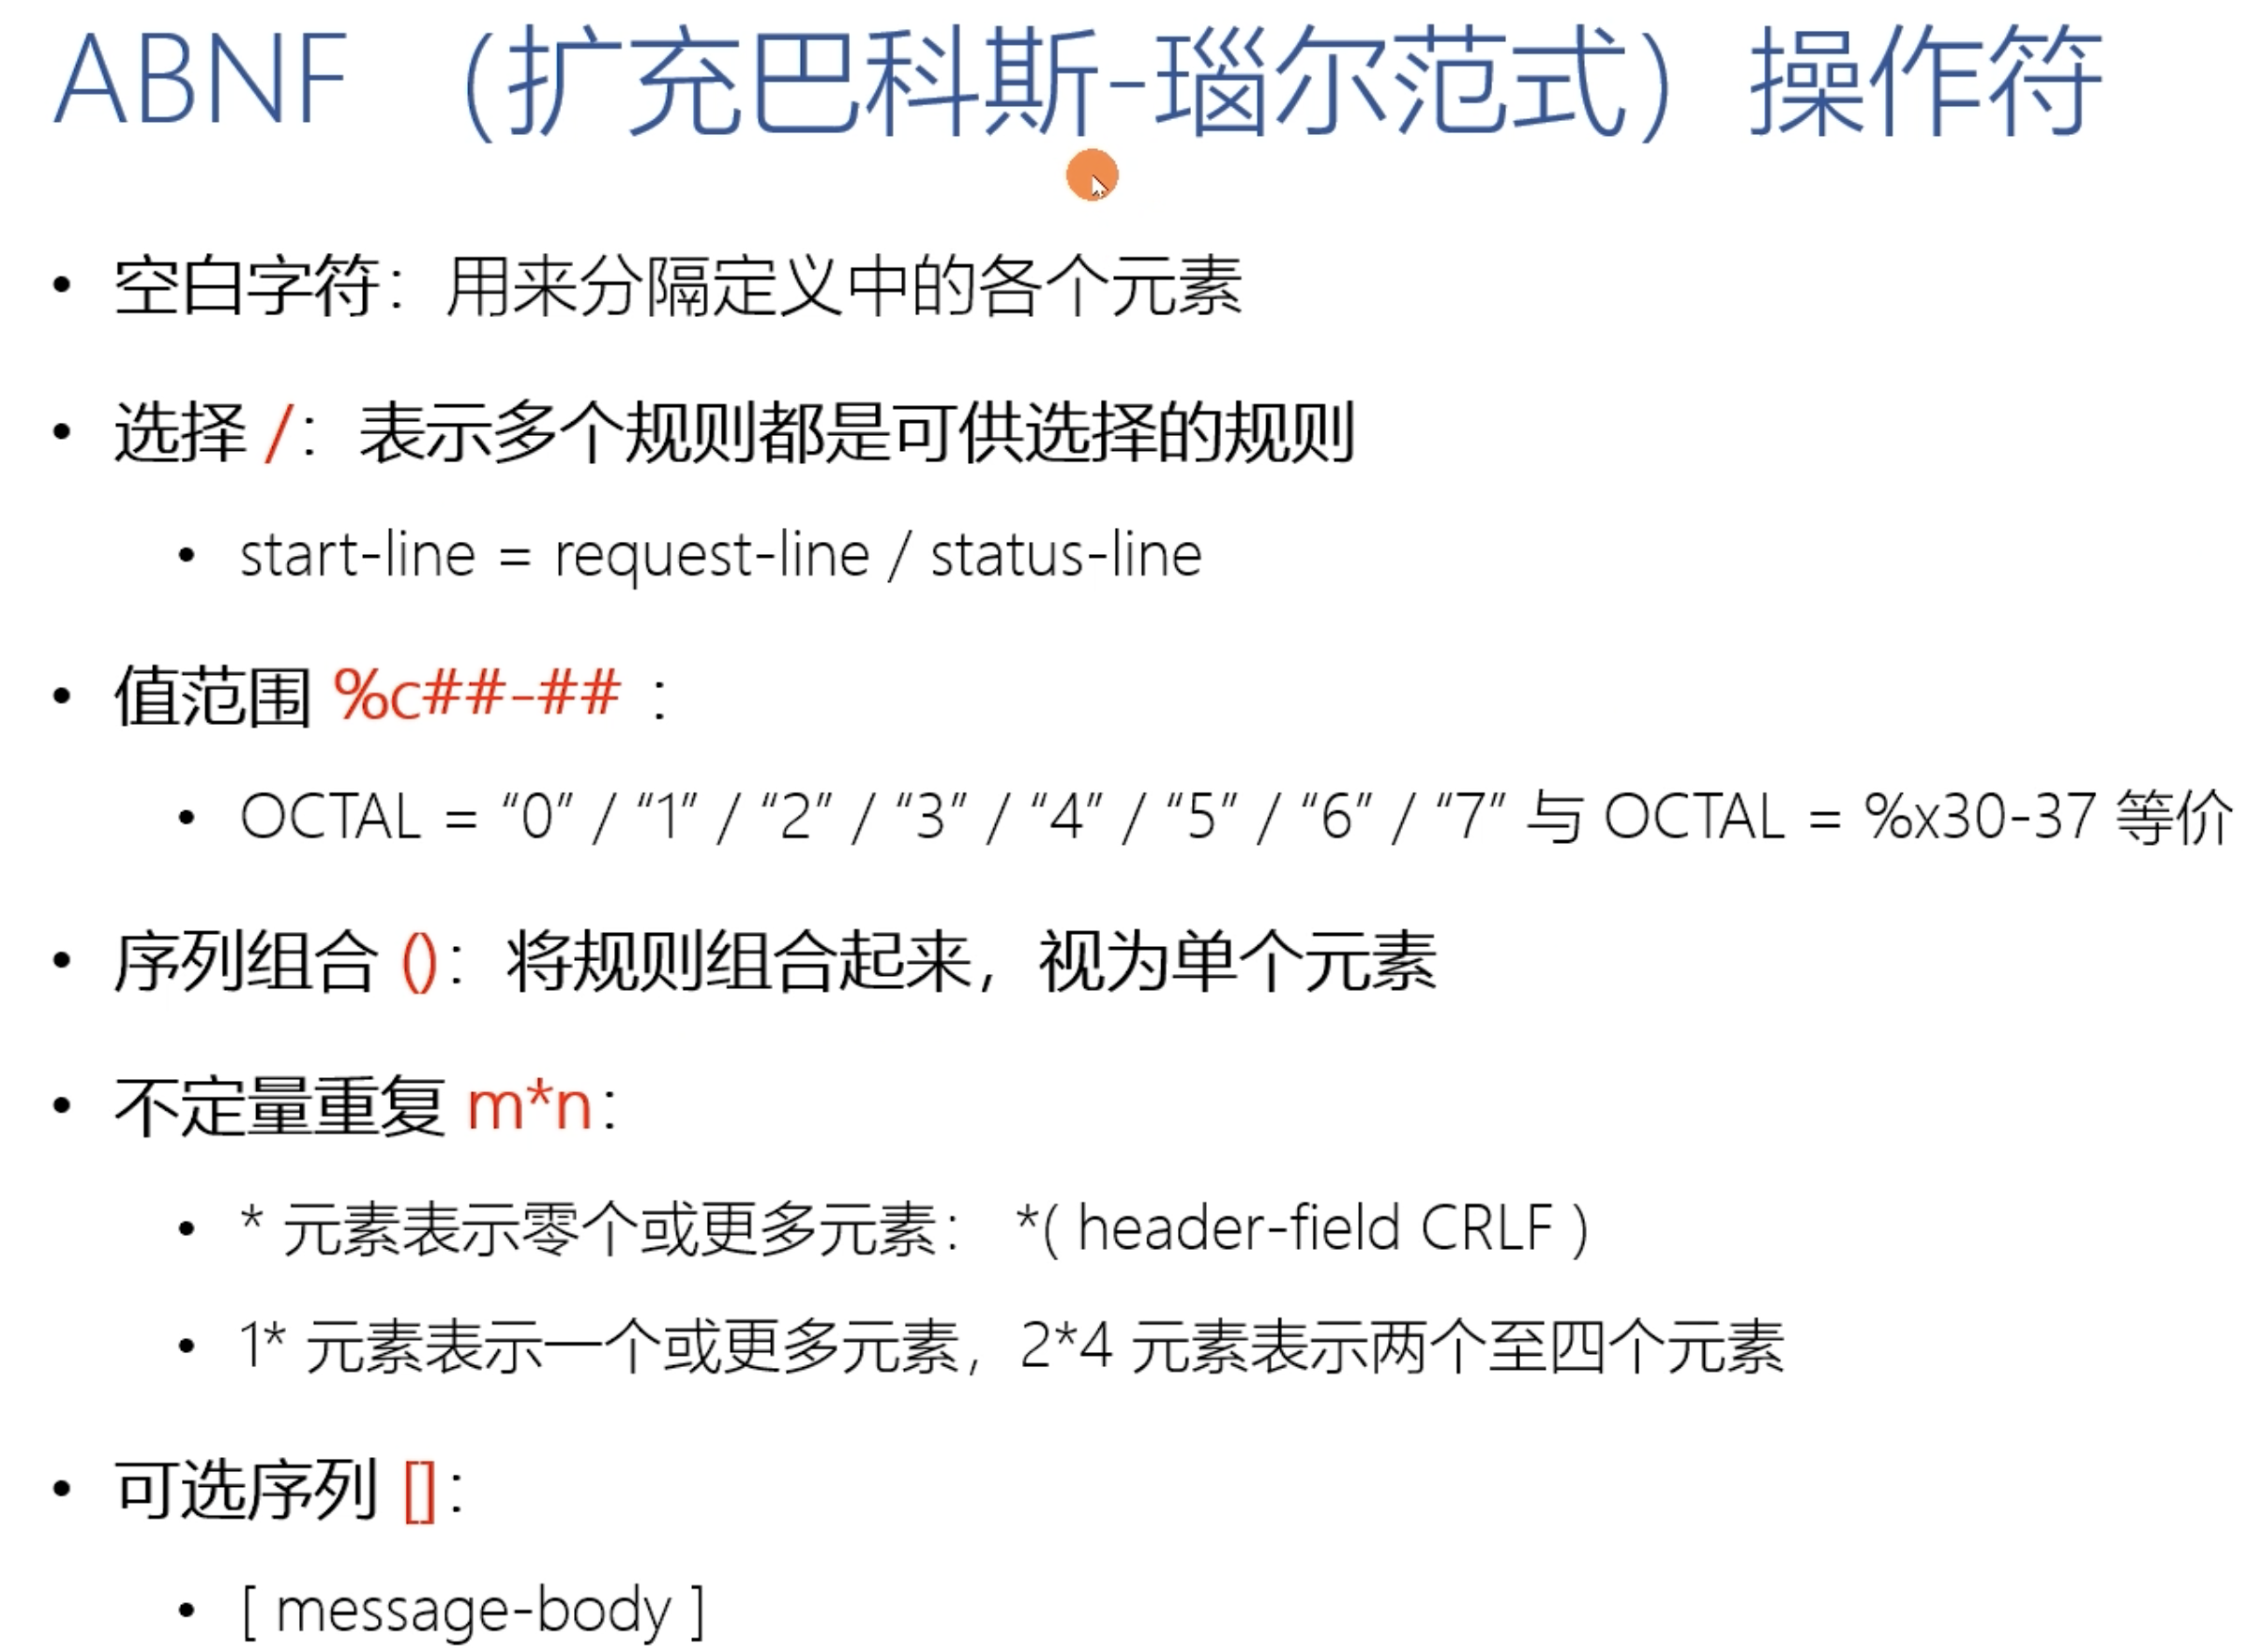 ABNF （扩充巴科斯-瑙尔范式）操作符
• 空白字符：用来分隔定义中的各个元素
• 选择 /：表示多个规则都是可供选择的规则
• start-line = request-line / status-line
• 值范围 %c##-## ：
• OCTAL = “0” / “1” / “2” / “3” / “4” / “5” / “6” / “7” 与 OCTAL = %x30-37 等价
• 序列组合 ()：将规则组合起来，视为单个元素
• 不定量重复 m*n：
• * 元素表示零个或更多元素： *( header-field CRLF )
• 1* 元素表示一个或更多元素，2*4 元素表示两个至四个元素
• 可选序列 []：
• [ message-body ]